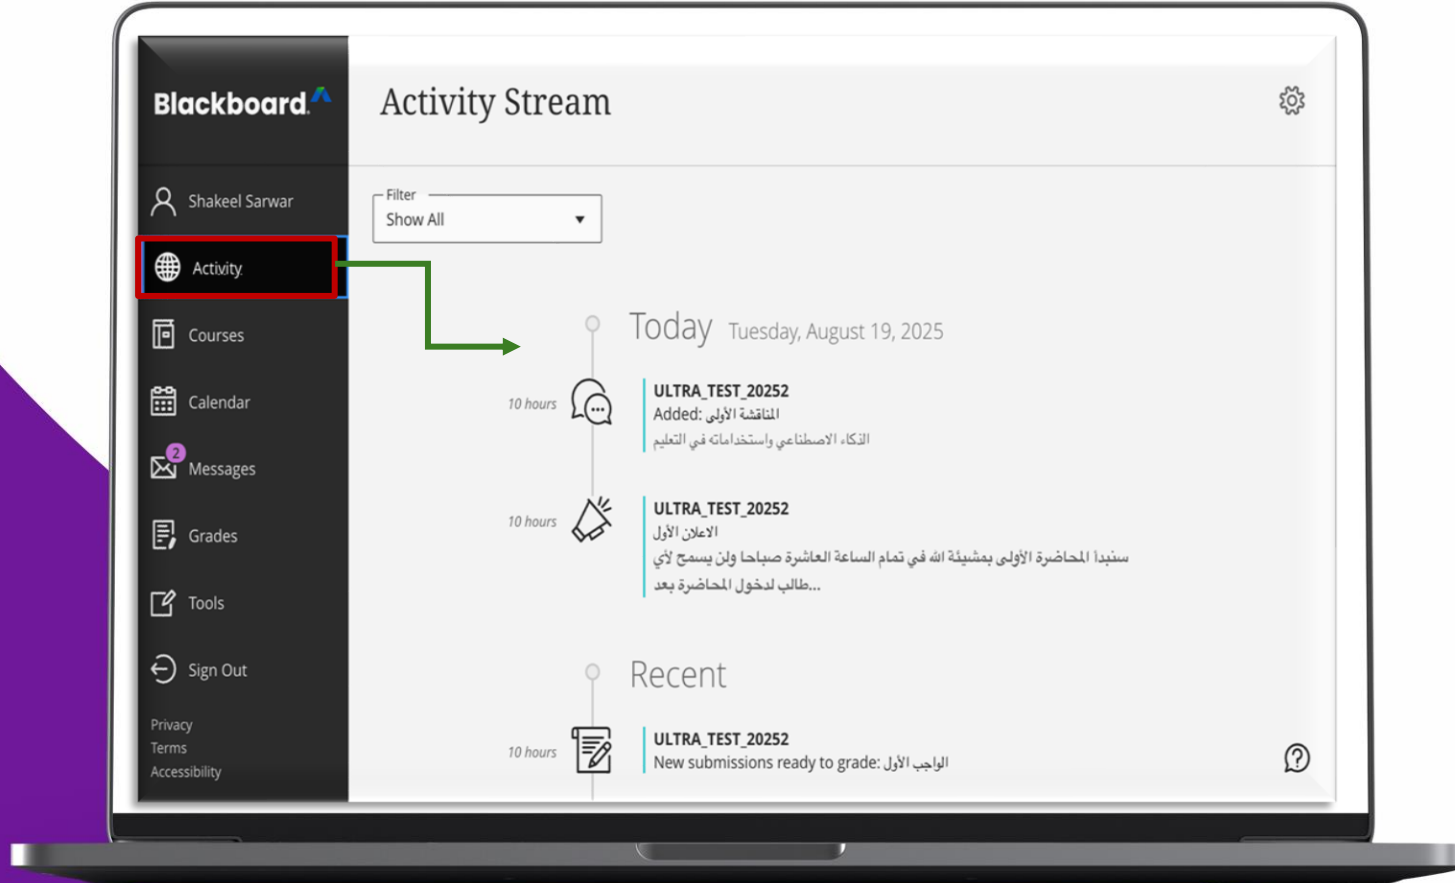 Blackboard
Shakeel Sarwar
Activity
Courses
Calendar
2
Messages
Grades
Tools
Sign Out
Privacy
Terms
Accessibility
Activity Stream
Filter
Show All
Today Tuesday, August 19, 2025
10 hours
ULTRA_TEST_20252
Added: المناقشة الأولى
الذكاء الاصطناعي واستخداماته في التعليم
10 hours
ULTRA_TEST_20252
الاعلان الأول
سنبدا المحاضرة الأولى بمشيئة الله في تمام الساعة العاشرة صباحا ولن يسمح لأي
طالب لدخول المحاضرة بعد...
Recent
10 hours
ULTRA_TEST_20252
New submissions ready to grade: الواجب الأول